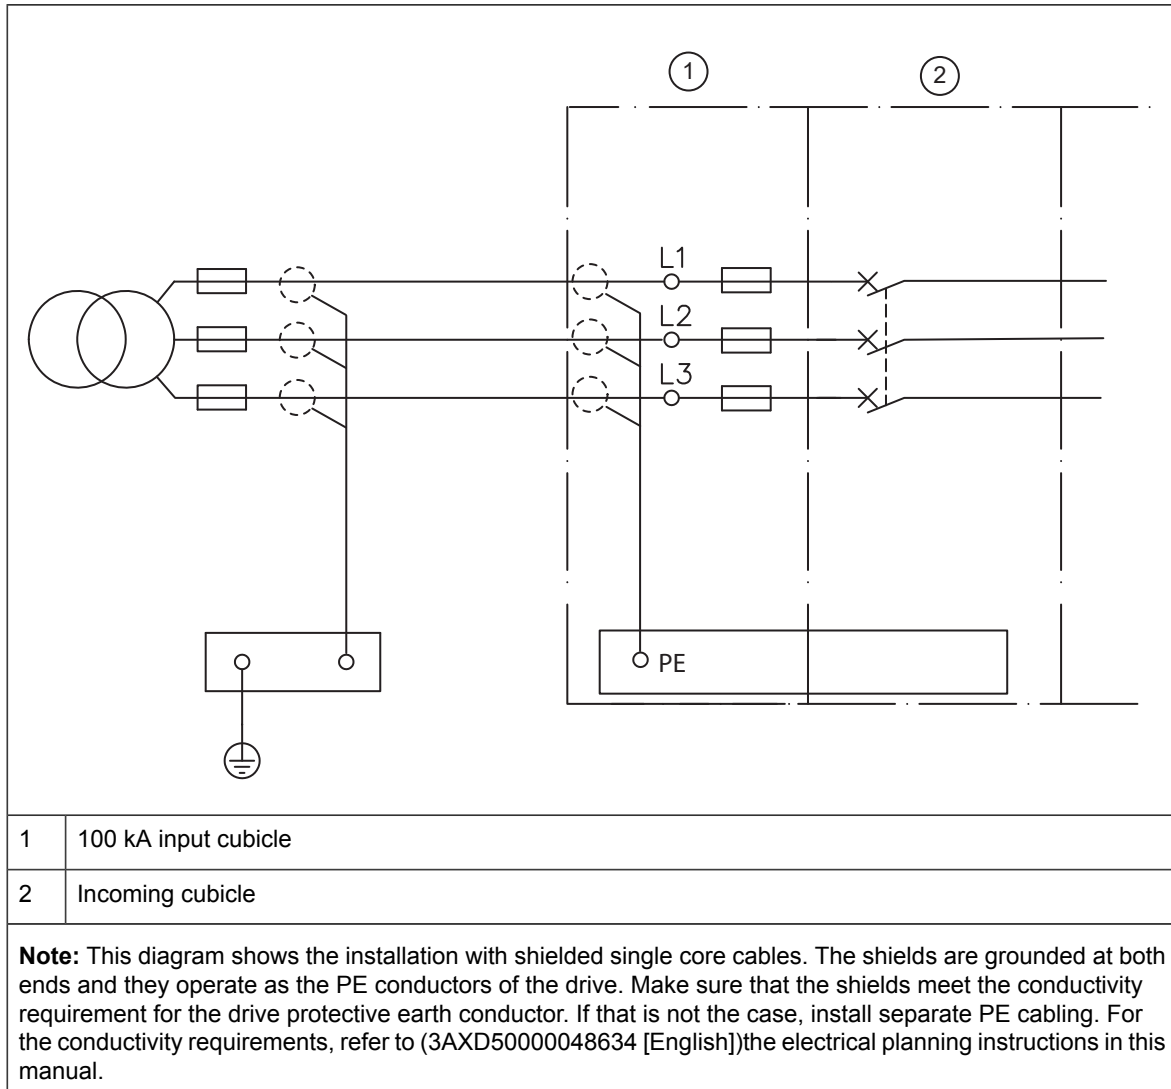 1
2
L1
L2
L3
PE
1 100 kA input cubicle
2 Incoming cubicle
Note: This diagram shows the installation with shielded single core cables. The shields are grounded at both
ends and they operate as the PE conductors of the drive. Make sure that the shields meet the conductivity
requirement for the drive protective earth conductor. If that is not the case, install separate PE cabling. For
the conductivity requirements, refer to (3AXD50000048634 [English])the electrical planning instructions in this
manual.